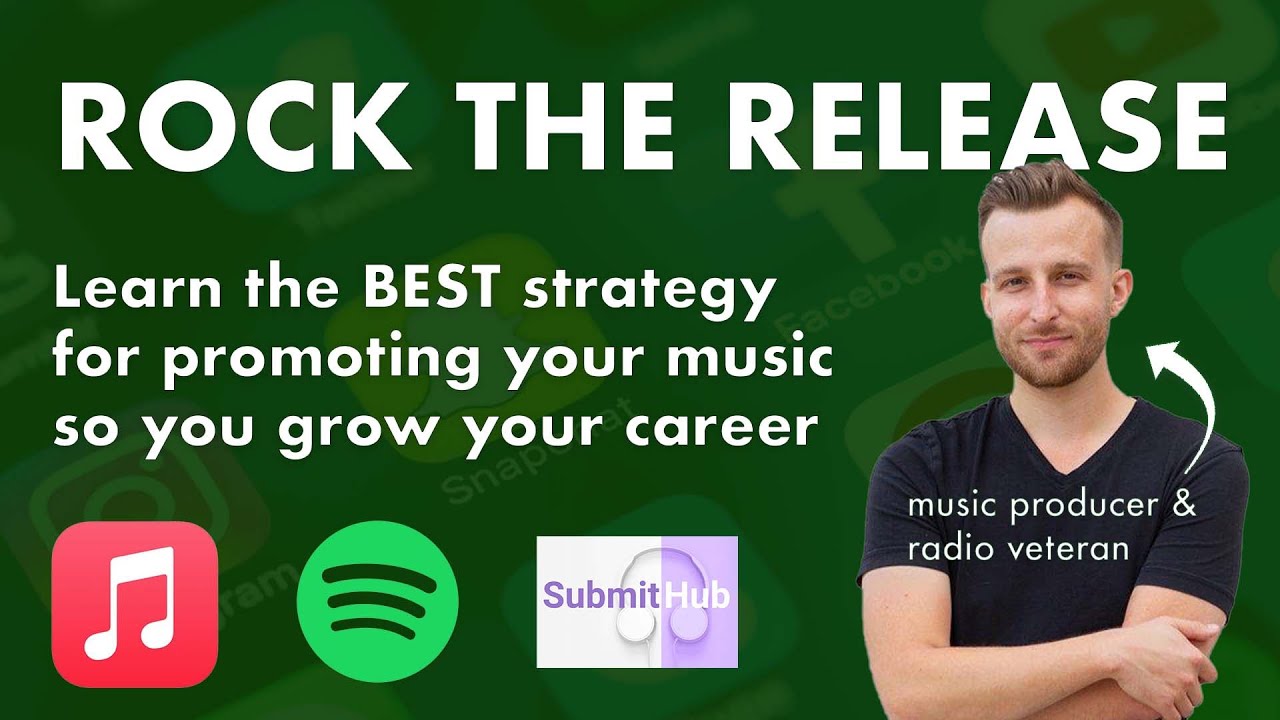 ROCK THE RELEASE
Learn the BEST strategy
for promoting your music
so you grow your career
music producer &
radio veteran
SubmitHub
Facebook